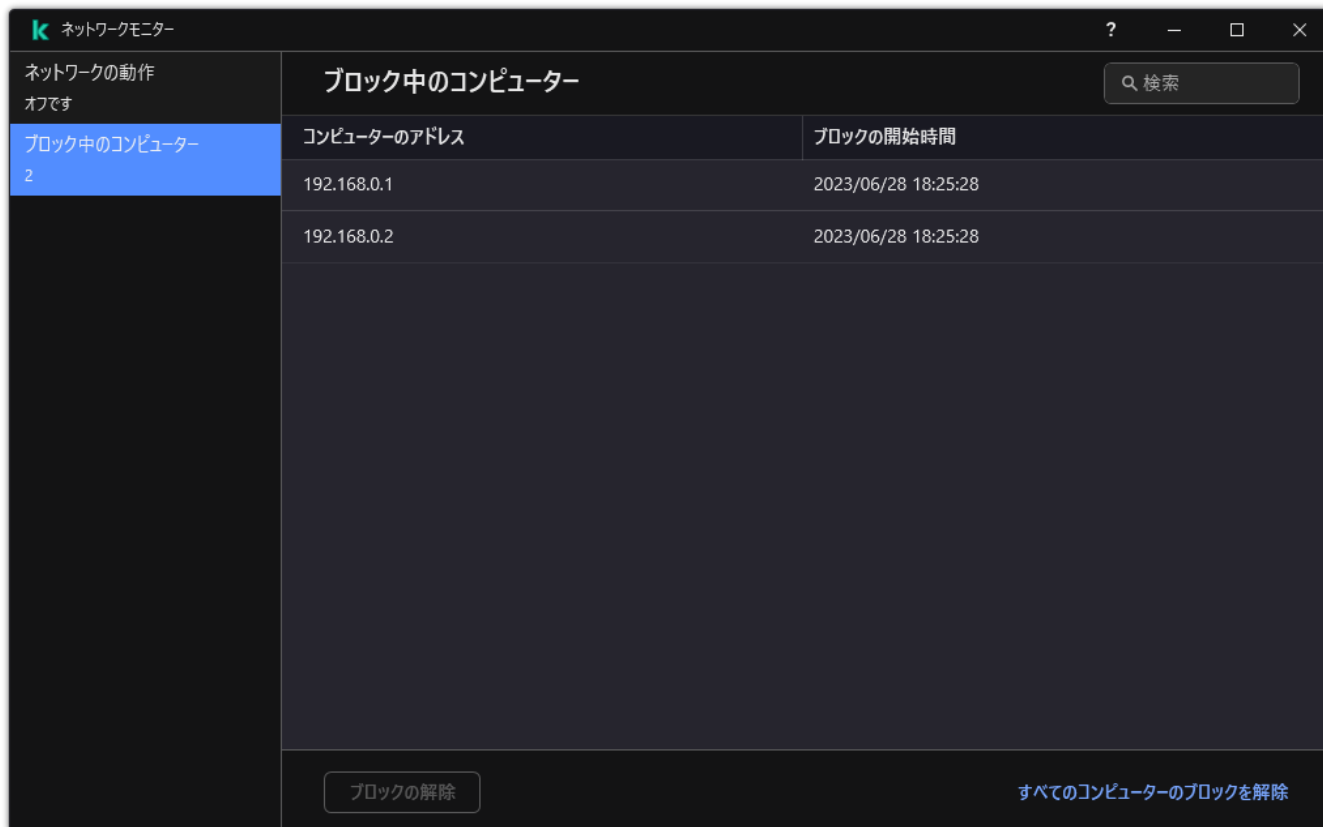 ネットワークモニター
?
ネットワークの動作
オフです
ブロック中のコンピューター
2
ブロック中のコンピューター
検索
コンピューターのアドレス ブロックの開始時間
192.168.0.1 2023/06/28 18:25:28
192.168.0.2 2023/06/28 18:25:28
ブロックの解除
すべてのコンピューターのブロックを解除